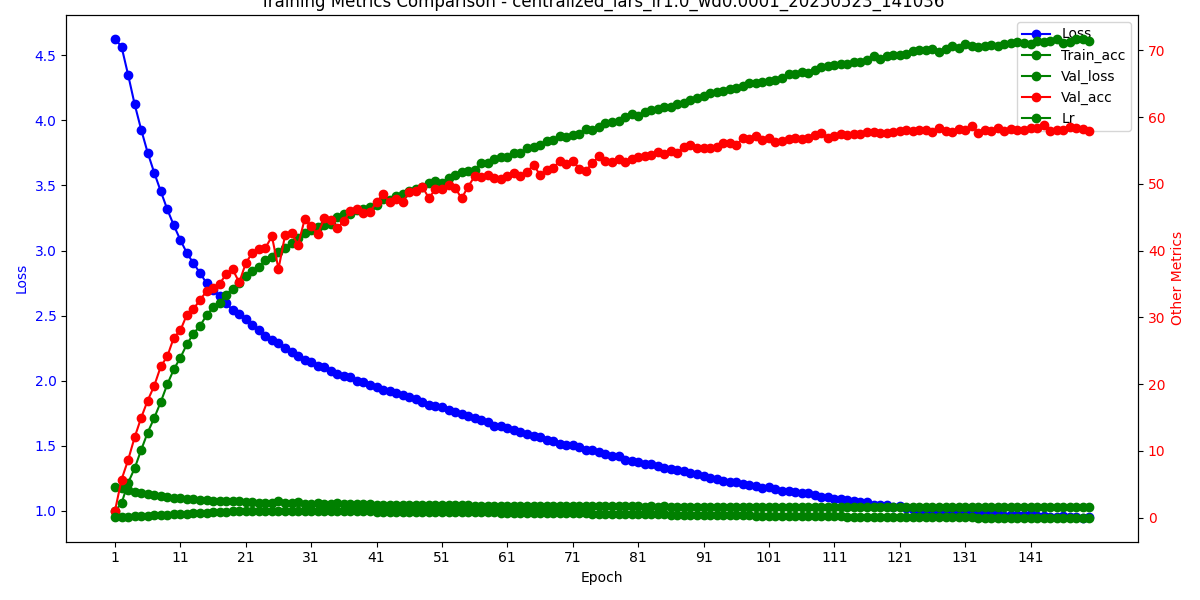 Training Metrics Comparison - centralized_lars_lr1.0_wd0.0001_20250523_141036
Loss
Train_acc
Val_loss
Val_acc
Lr
4.5
4.0
3.5
3.0
2.5
2.0
1.5
1.0
Loss
70
60
50
40
30
20
10
0
Other Metrics
1 11 21 31 41 51 61 71 81 91 101 111 121 131 141
Epoch